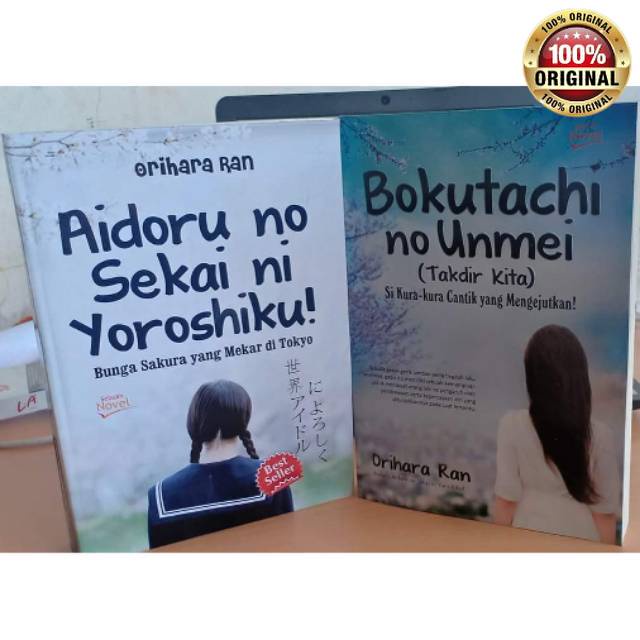 100% ORIGINAL
100%
ORIGINAL
100% ORIGINAL
Orihara Ran
Aidoru no
Sekai ni
Yoroshiku!
Bunga Sakura yang Mekar di Tokyo
世界アイドル
によろしく
Novel
Best
Seller
LA
Bokutachi
no Unmei
(Takdir Kita)
Si Kura-kura Cantik yang Mengejutkan!
Orihara Ran